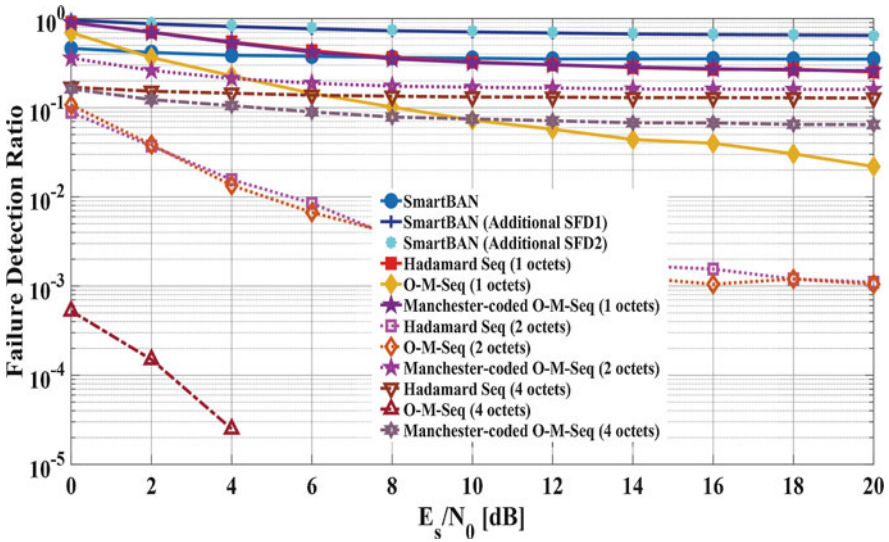 10^0
10^-1
10^-2
10^-3
10^-4
10^-5
Failure Detection Ratio
SmartBAN
SmartBAN (Additional SFD1)
SmartBAN (Additional SFD2)
Hadamard Seq (1 octets)
O-M-Seq (1 octets)
Manchester-coded O-M-Seq (1 octets)
Hadamard Seq (2 octets)
O-M-Seq (2 octets)
Manchester-coded O-M-Seq (2 octets)
Hadamard Seq (4 octets)
O-M-Seq (4 octets)
Manchester-coded O-M-Seq (4 octets)
0 2 4 6 8 10 12 14 16 18 20
E_s/N_0 [dB]